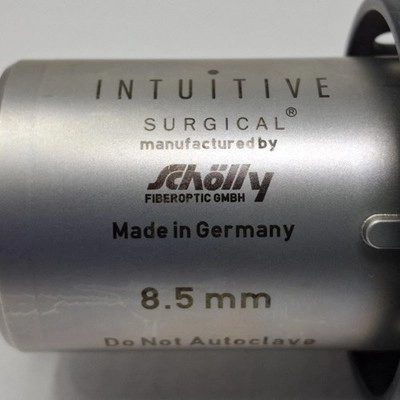 INTUITIVE
SURGICAL®
manufactured by
Schölly
FIBEROPTIC GMBH
Made in Germany
8.5 mm
Do Not Autoclave